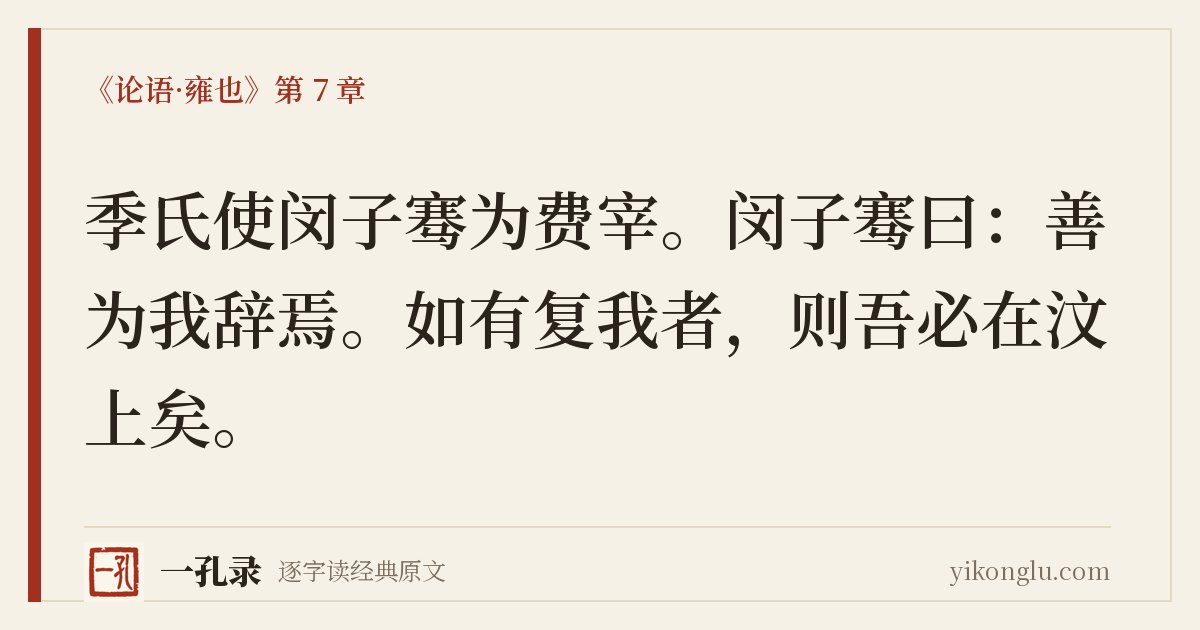 《论语·雍也》第 7 章
季氏使闵子骞为费宰。闵子骞曰：善
为我辞焉。如有复我者，则吾必在汶
上矣。
一孔
一孔录 逐字读经典原文 yikonglu.com